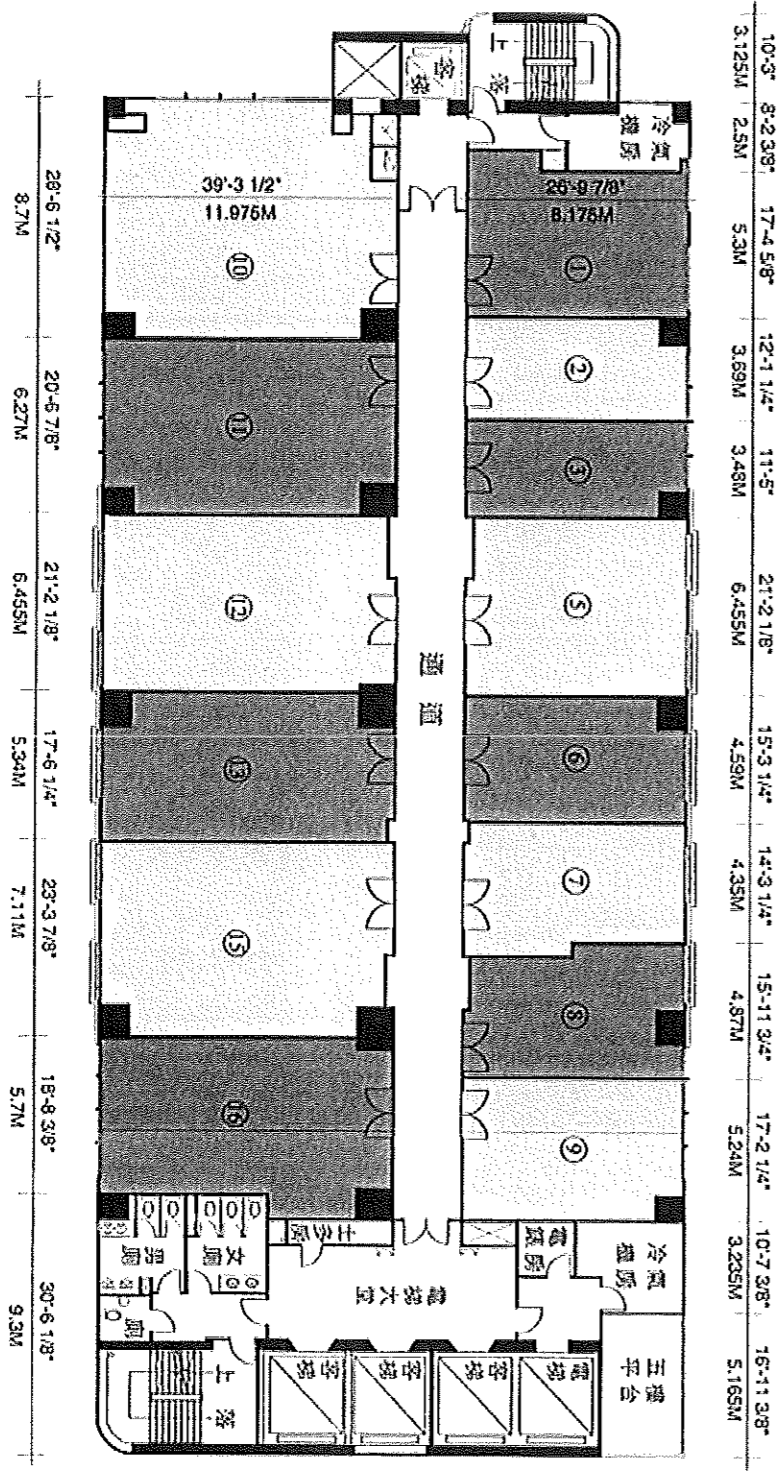 10'-3" 8'-2 3/8" 17'-4 5/8" 12'-1 1/4" 11'-5" 21'-2 1/8" 15'-3 1/4" 14'-3 1/4" 15'-11 3/4" 17'-2 1/4" 10'-7 3/8" 16'-11 3/8"
3.125M 2.5M 5.3M 3.69M 3.48M 6.455M 4.59M 4.35M 4.87M 5.24M 3.235M 5.165M
冷氣
機房
26'-9 7/8"
8.175M
① ② ③ ⑤ ⑥ ⑦ ⑧ ⑨
冷氣
機房
五樓
平台
上 落
客梯
通道
電梯大堂
客梯
客梯
客梯
士多房
39'-3 1/2"
11.975M
⑩ ⑪ ⑫ ⑬ ⑮ ⑯
女廁
男廁
廁
上 落
28'-6 1/2" 20'-6 7/8" 21'-2 1/8" 17'-6 1/4" 23'-3 7/8" 18'-8 3/8" 30'-6 1/8"
8.7M 6.27M 6.455M 5.34M 7.11M 5.7M 9.3M